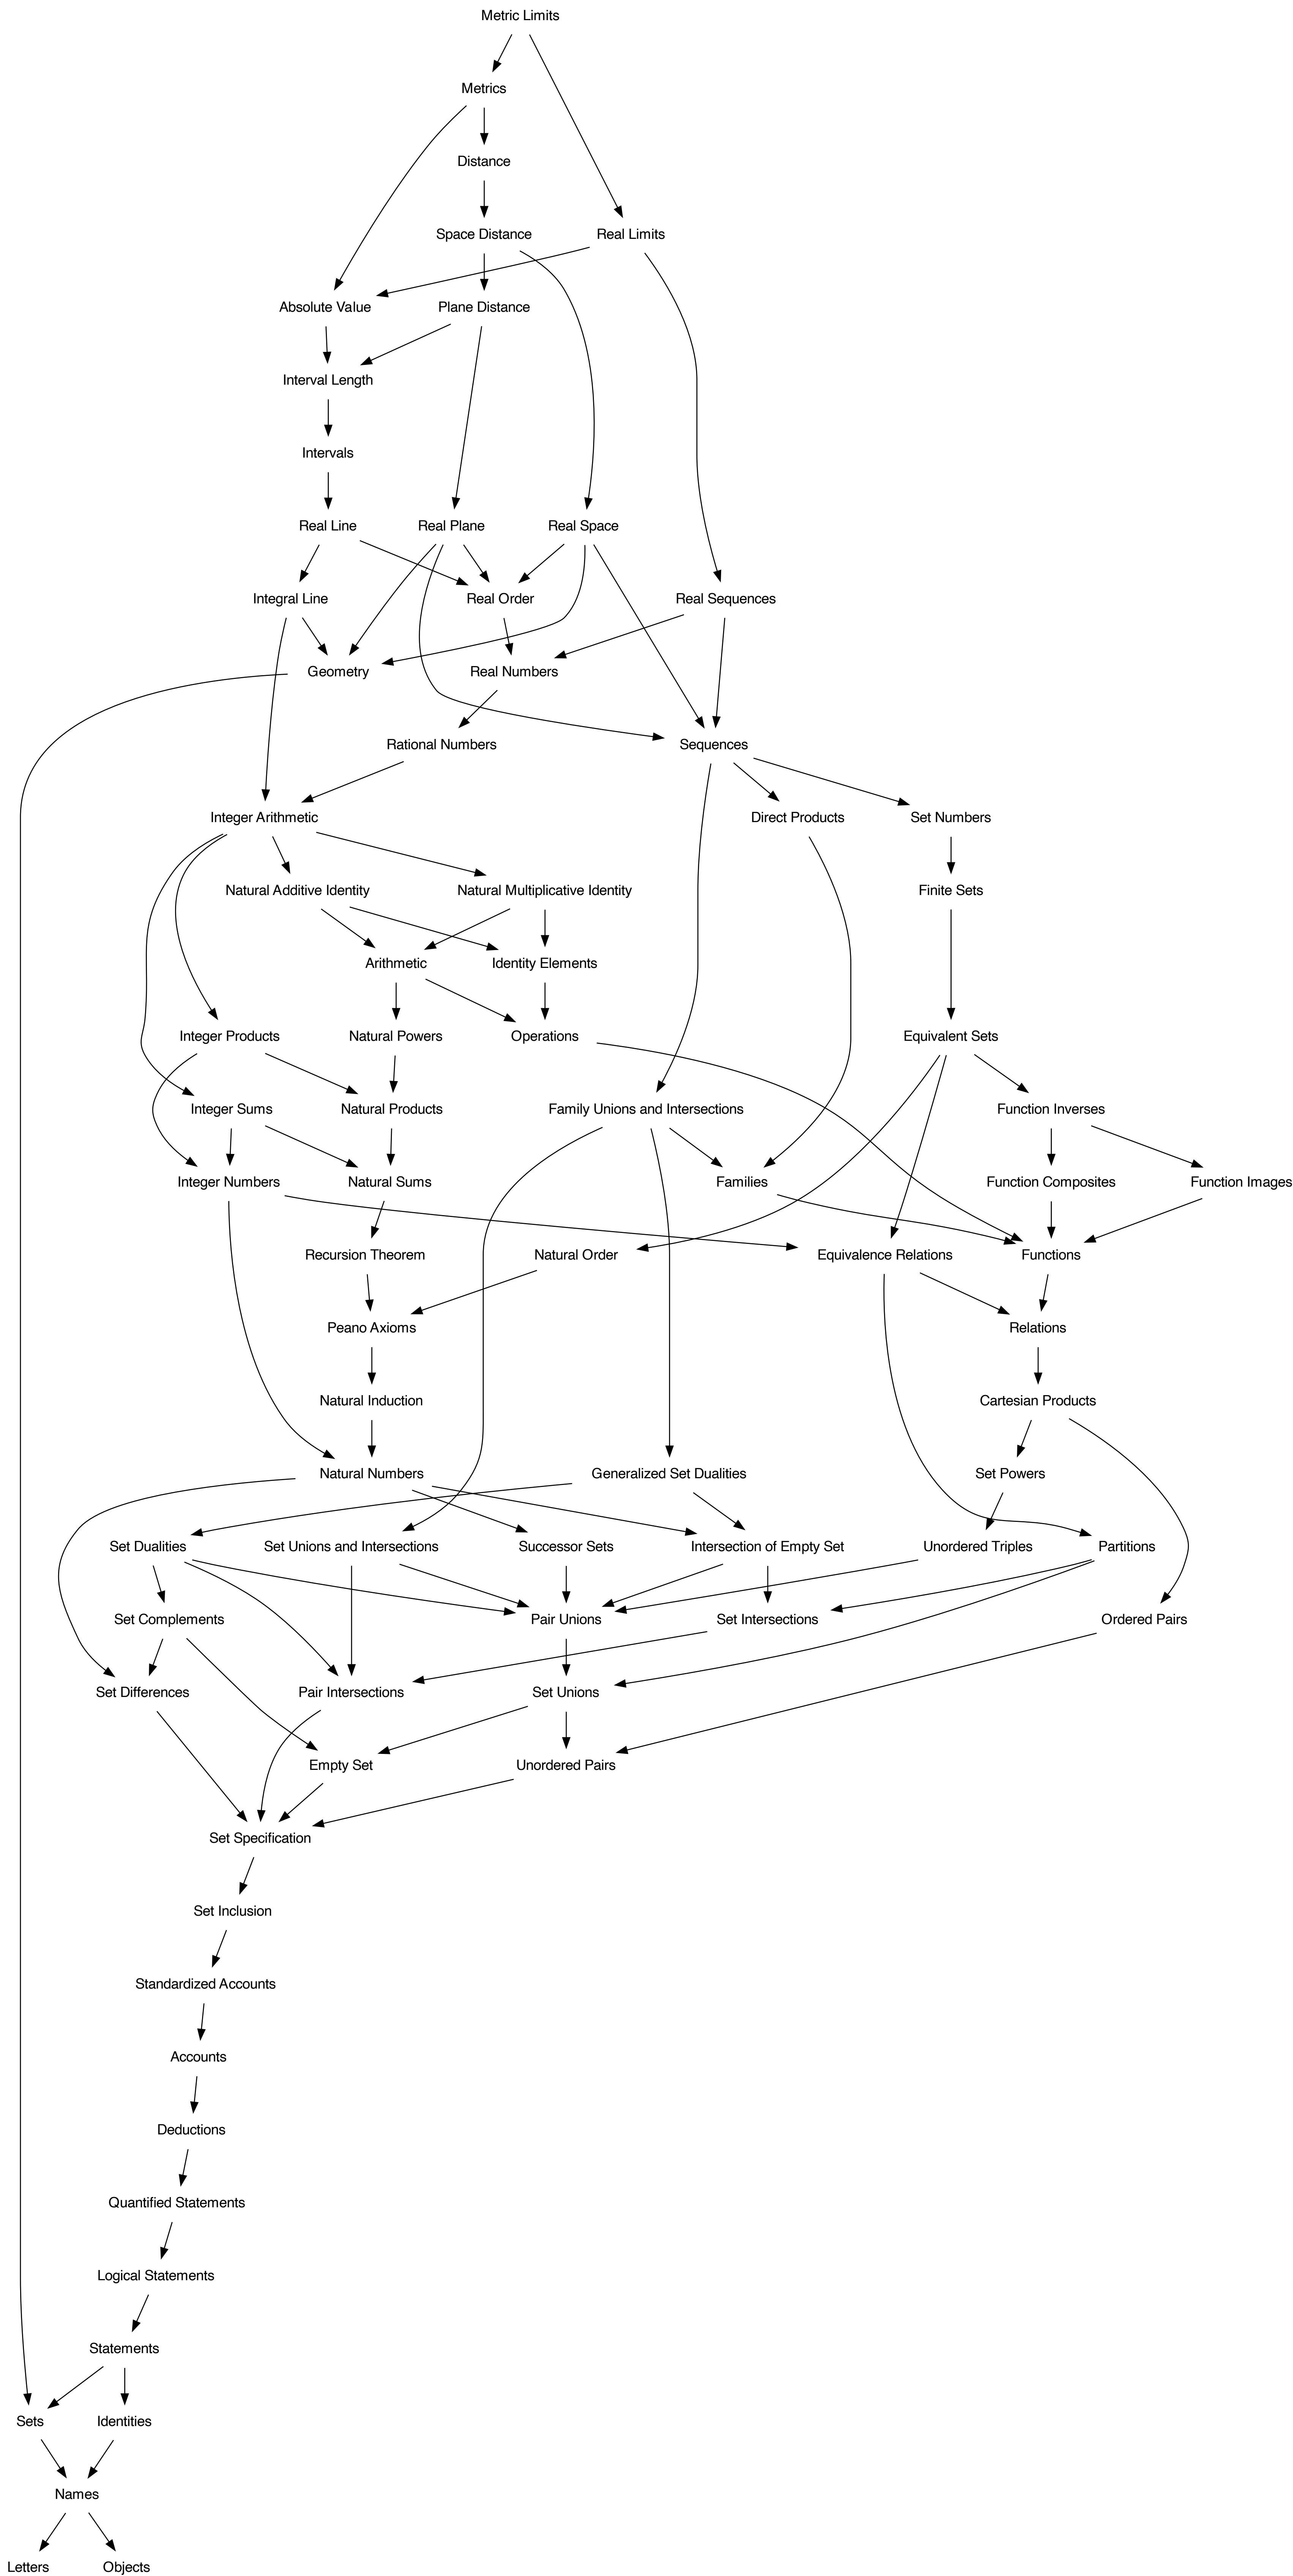 Metric Limits
Metrics
Distance
Space Distance
Real Limits
Absolute Value
Plane Distance
Interval Length
Intervals
Real Line
Real Plane
Real Space
Integral Line
Real Order
Real Sequences
Geometry
Real Numbers
Rational Numbers
Sequences
Integer Arithmetic
Direct Products
Set Numbers
Natural Additive Identity
Natural Multiplicative Identity
Finite Sets
Arithmetic
Identity Elements
Integer Products
Natural Powers
Operations
Equivalent Sets
Integer Sums
Natural Products
Family Unions and Intersections
Function Inverses
Integer Numbers
Natural Sums
Families
Function Composites
Function Images
Recursion Theorem
Natural Order
Equivalence Relations
Functions
Peano Axioms
Relations
Natural Induction
Cartesian Products
Natural Numbers
Generalized Set Dualities
Set Powers
Set Dualities
Set Unions and Intersections
Successor Sets
Intersection of Empty Set
Unordered Triples
Partitions
Set Complements
Pair Unions
Set Intersections
Ordered Pairs
Set Differences
Pair Intersections
Set Unions
Empty Set
Unordered Pairs
Set Specification
Set Inclusion
Standardized Accounts
Accounts
Deductions
Quantified Statements
Logical Statements
Statements
Sets
Identities
Names
Letters
Objects